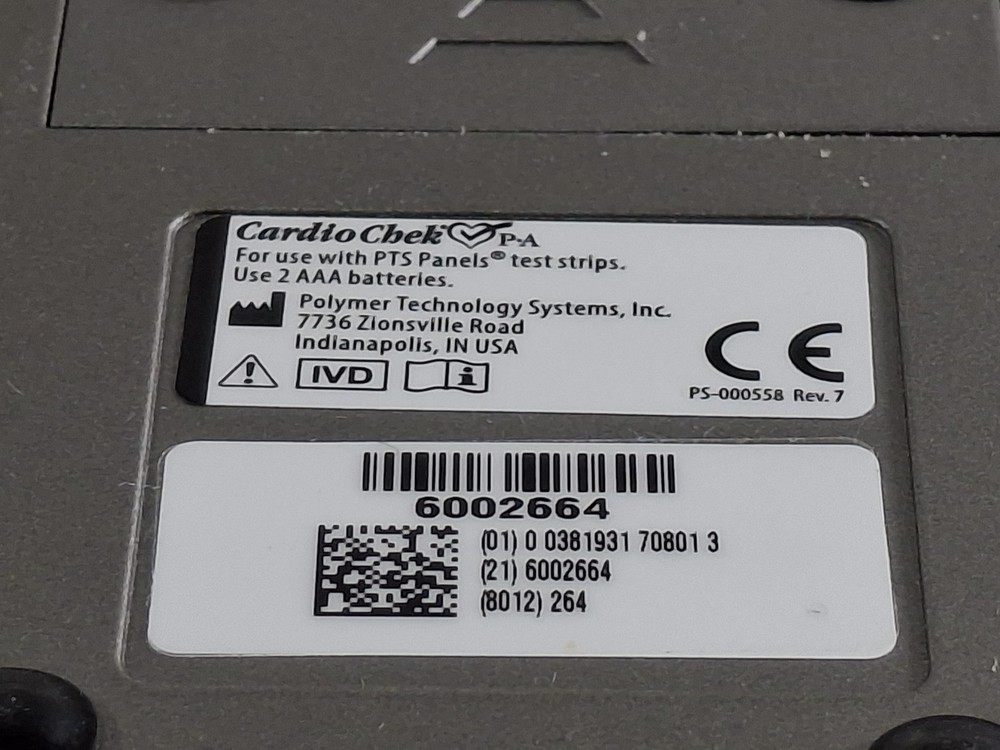 CardioChek P•A
For use with PTS Panels® test strips.
Use 2 AAA batteries.
Polymer Technology Systems, Inc.
7736 Zionsville Road
Indianapolis, IN USA
IVD
CE
PS-000558 Rev. 7
6002664
(01) 0 0381931 70801 3
(21) 6002664
(8012) 264